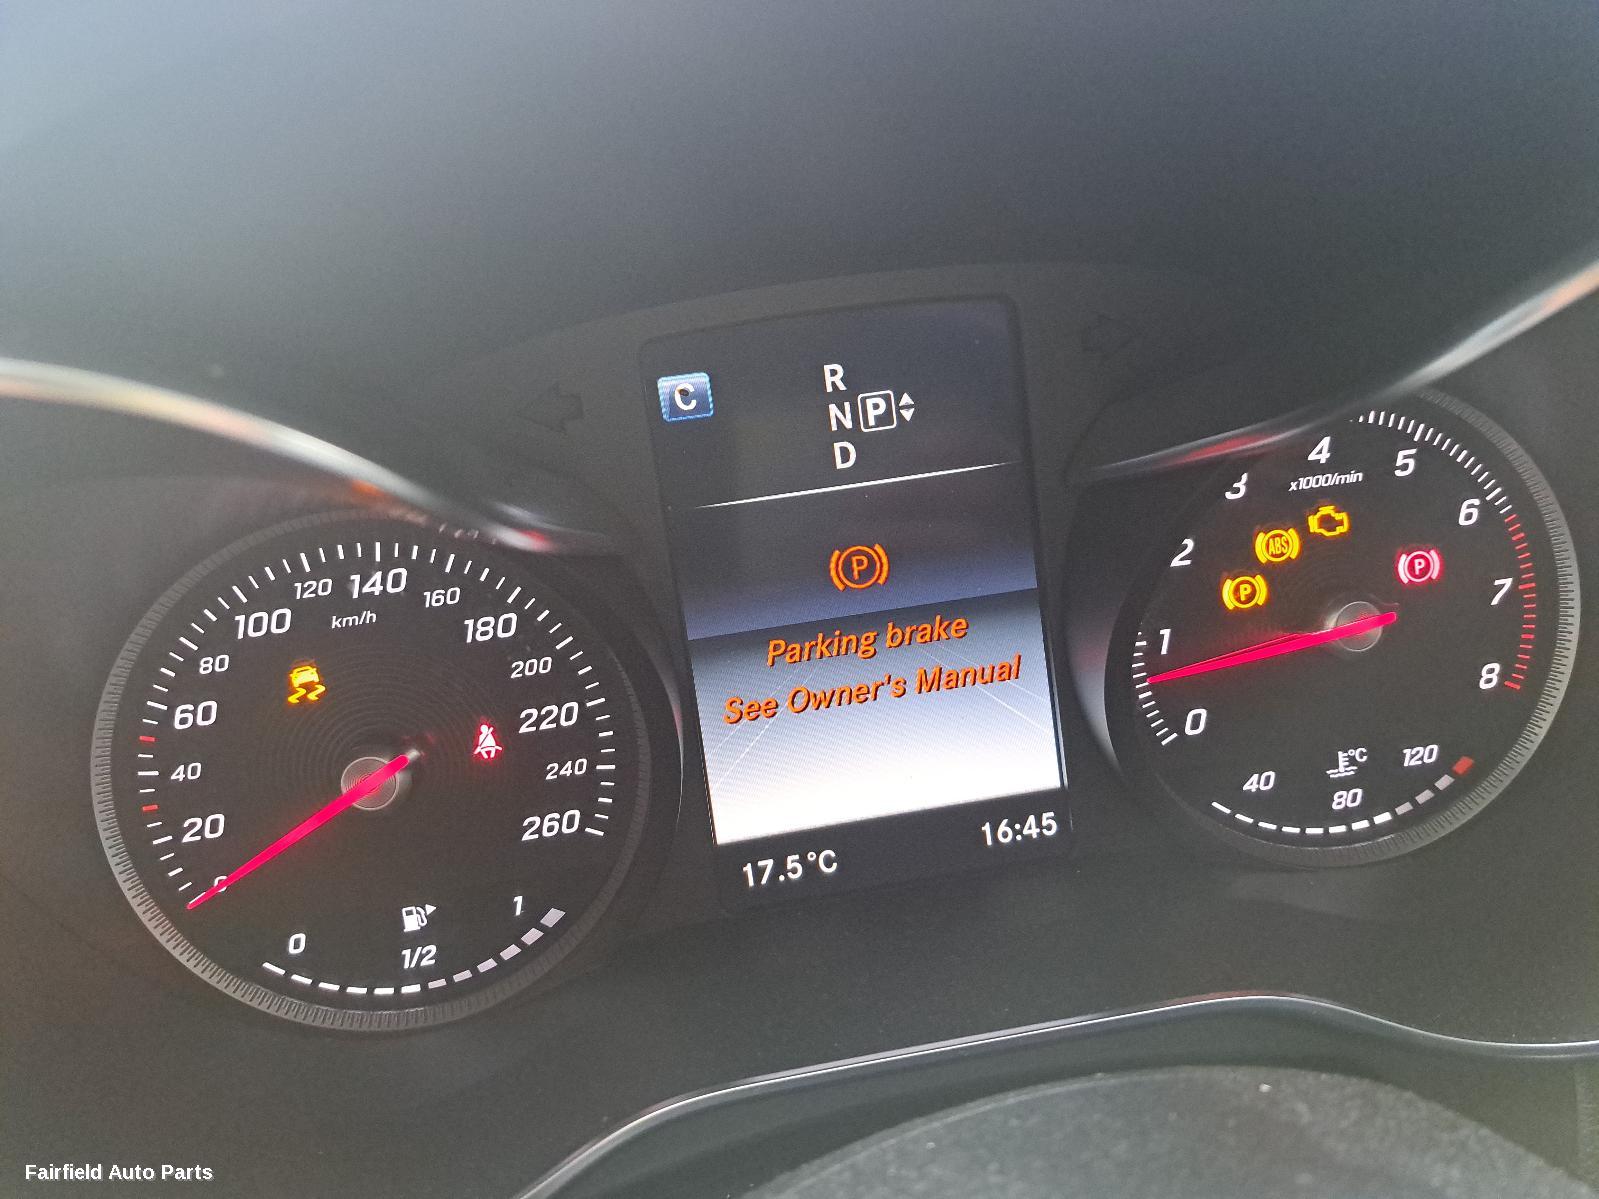 C
R
N P
D
P
Parking brake
See Owner's Manual
17.5°C
16:45
0
20
40
60
80
100
120
140
160
180
200
220
240
260
km/h
0
1/2
1
0
1
2
3
4
5
6
7
8
x1000/min
ABS
P
P
°C
40
80
120
Fairfield Auto Parts